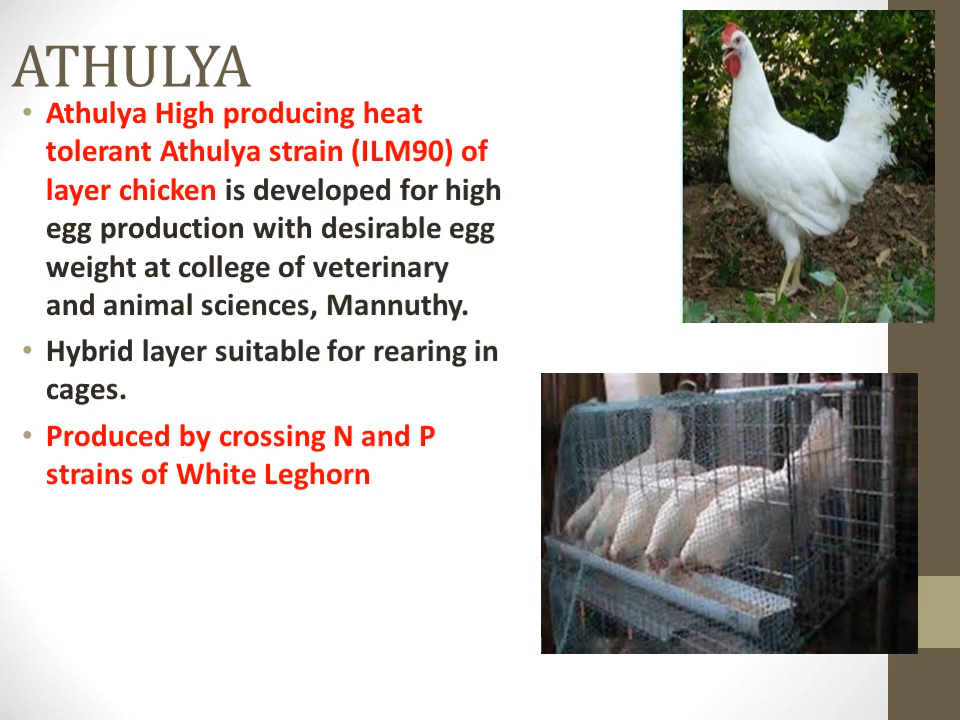 ATHULYA
• Athulya High producing heat
tolerant Athulya strain (ILM90) of
layer chicken is developed for high
egg production with desirable egg
weight at college of veterinary
and animal sciences, Mannuthy.
• Hybrid layer suitable for rearing in
cages.
• Produced by crossing N and P
strains of White Leghorn